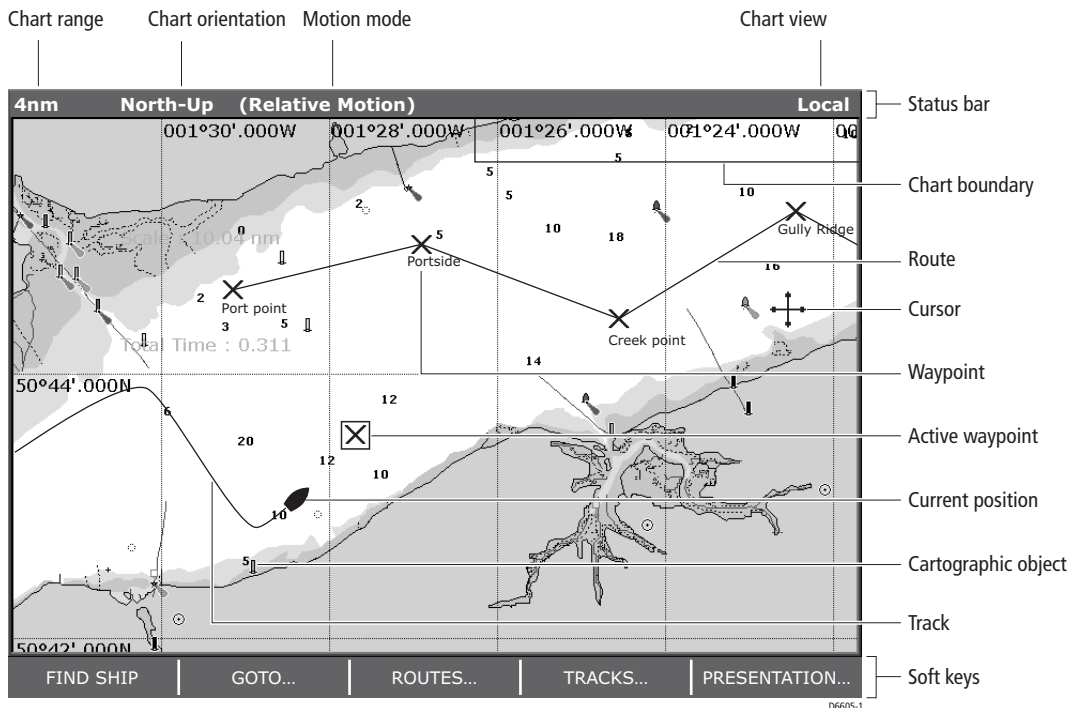 Chart range Chart orientation Motion mode Chart view
4nm North-Up (Relative Motion) Local
Status bar
001°30'.000W 001°28'.000W 001°26'.000W 001°24'.000W
5
5
Chart boundary
2 5 10
0 5 10 18
Gully Ridge
Scale : 10.04 nm
Portside
Route
16
2
Port point
Cursor
3 5
Creek point
Total Time : 0.311
14
Waypoint
50°44'.000N
12
6
20
Active waypoint
12 10
Current position
10
5
Cartographic object
Track
50°42'.000N
FIND SHIP GOTO... ROUTES... TRACKS... PRESENTATION...
Soft keys
D6605-1